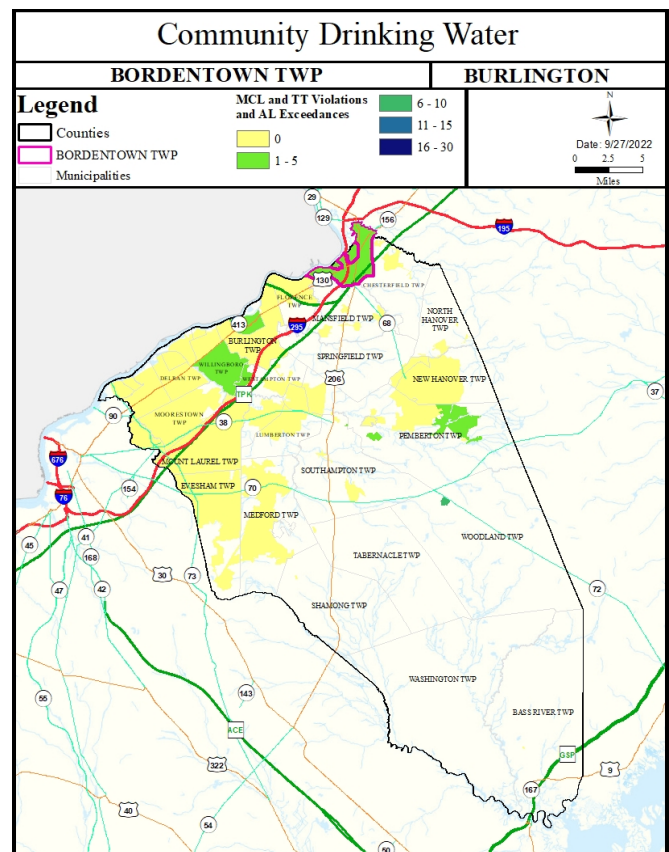 Community Drinking Water
BORDENTOWN TWP
BURLINGTON
Legend
Counties
BORDENTOWN TWP
Municipalities
MCL and TT Violations
and AL Exceedances
0
1 - 5
6 - 10
11 - 15
16 - 30
N
Date: 9/27/2022
0 2.5 5
Miles
29
129
156
195
130
CHESTERFIELD TWP
FLORENCE
TWP
MANSFIELD TWP
NORTH
HANOVER
TWP
413
295
68
BURLINGTON
TWP
SPRINGFIELD TWP
WILLINGBORO
TWP
DELRAN TWP
WESTAMPTON TWP
206
NEW HANOVER TWP
TPK
37
90
MOORESTOWN
TWP
38
LUMBERTON TWP
PEMBERTON TWP
676
MOUNT LAUREL TWP
SOUTHAMPTON TWP
76
154
EVESHAM TWP
70
MEDFORD TWP
45
41
168
WOODLAND TWP
TABERNACLE TWP
47
42
30
73
72
SHAMONG TWP
WASHINGTON TWP
55
143
BASS RIVER TWP
ACE
GSP
322
9
40
167
54
50